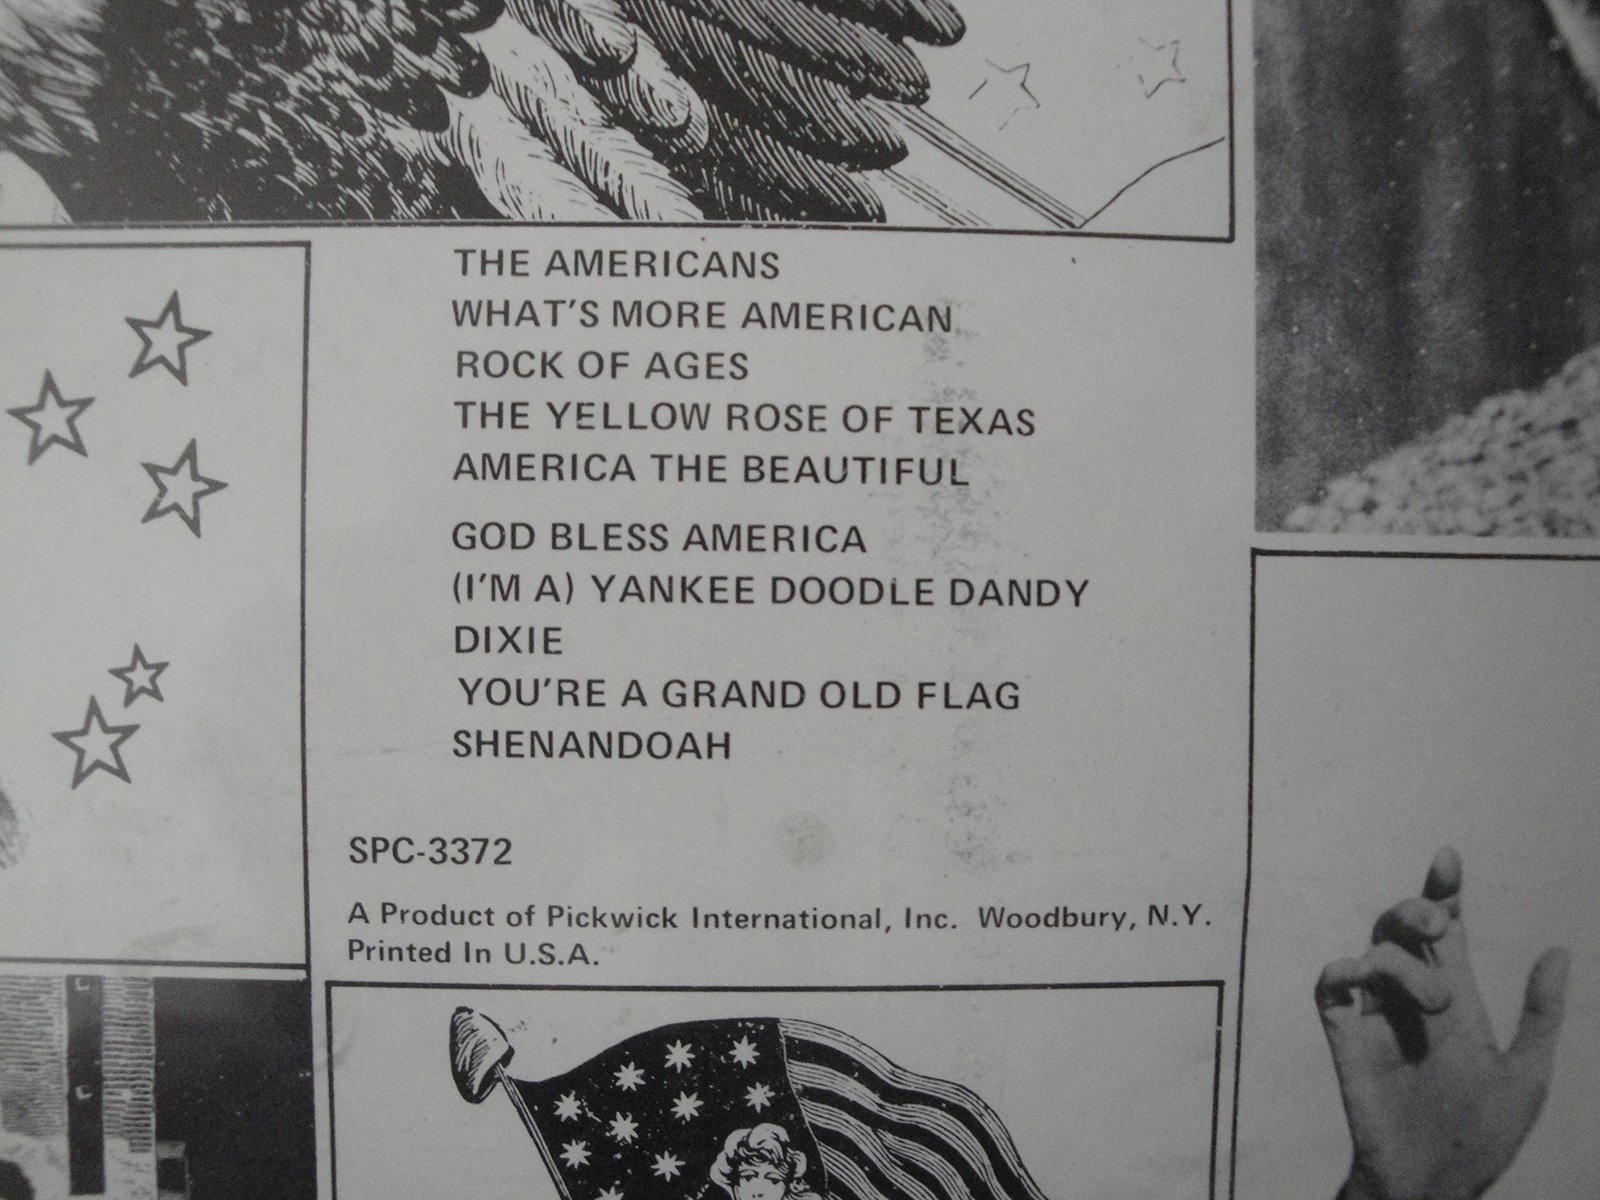 THE AMERICANS
WHAT'S MORE AMERICAN
ROCK OF AGES
THE YELLOW ROSE OF TEXAS
AMERICA THE BEAUTIFUL
GOD BLESS AMERICA
(I'M A) YANKEE DOODLE DANDY
DIXIE
YOU'RE A GRAND OLD FLAG
SHENANDOAH
SPC-3372
A Product of Pickwick International, Inc. Woodbury, N.Y.
Printed In U.S.A.